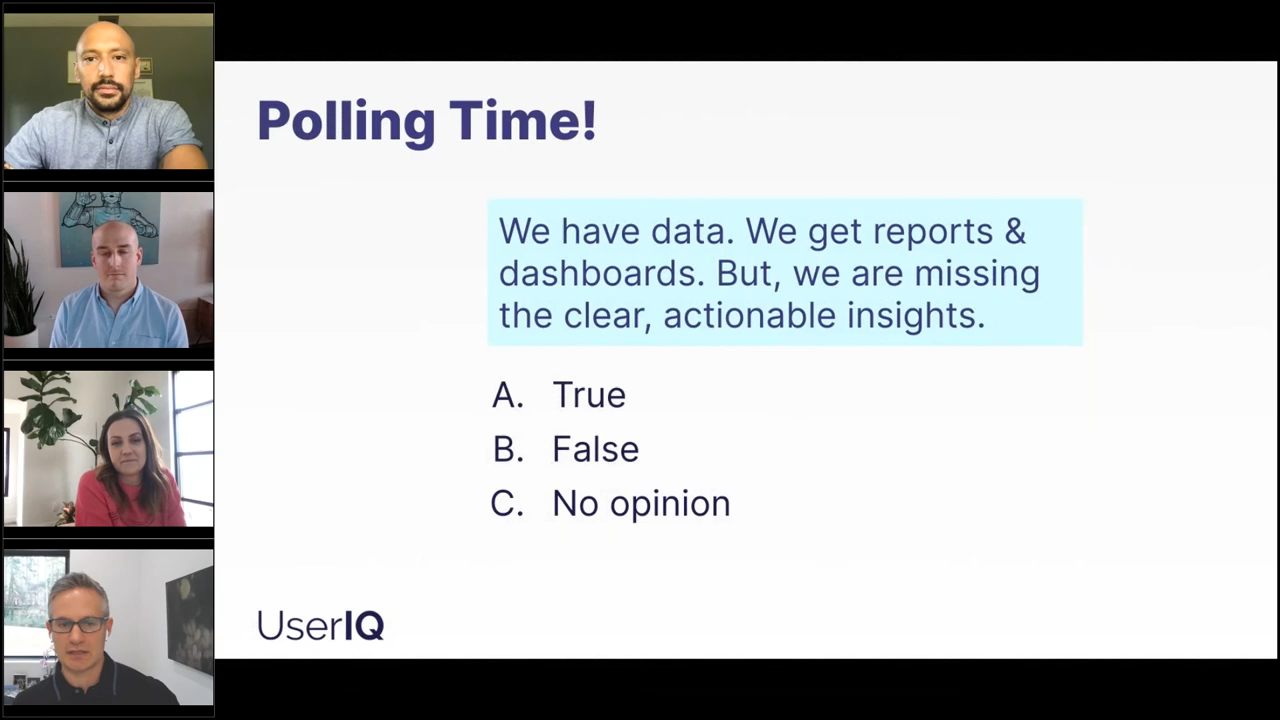 Polling Time!
We have data. We get reports &
dashboards. But, we are missing
the clear, actionable insights.
A. True
B. False
C. No opinion
UserIQ